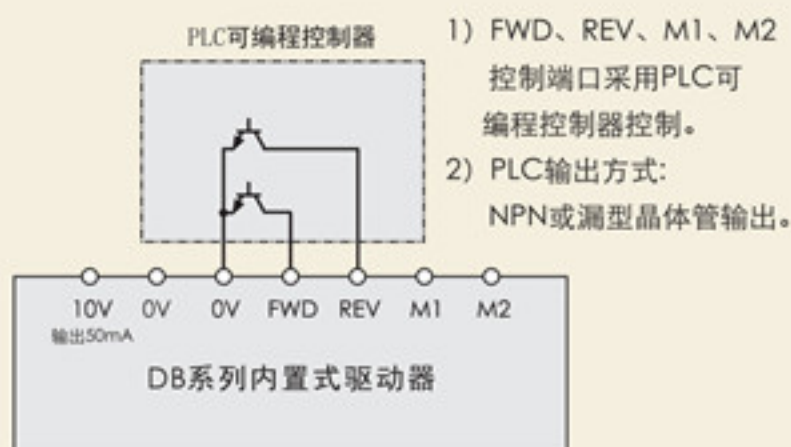 PLC可编程控制器
1) FWD、REV、M1、M2
控制端口采用PLC可
编程控制器控制。
2) PLC输出方式:
NPN或漏型晶体管输出。
10V 0V 0V FWD REV M1 M2
输出50mA
DB系列内置式驱动器